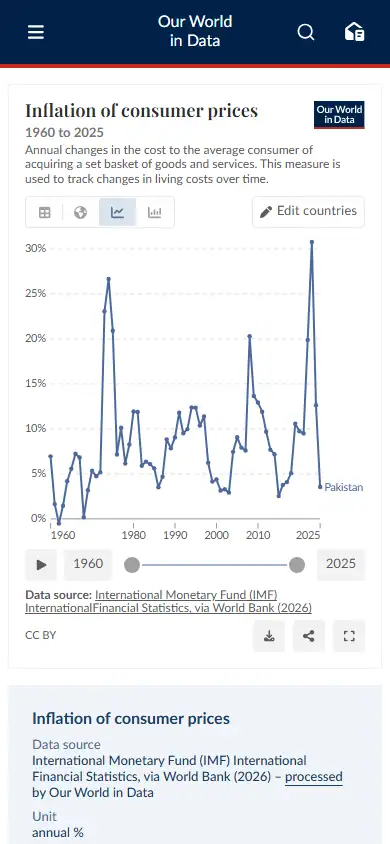 Our World
in Data
Inflation of consumer prices
Our World
in Data
1960 to 2025
Annual changes in the cost to the average consumer of
acquiring a set basket of goods and services. This measure is
used to track changes in living costs over time.
Edit countries
30%
25%
20%
15%
10%
5%
0%
Pakistan
1960
1980
1990
2000
2010
2025
1960
2025
Data source: International Monetary Fund (IMF)
InternationalFinancial Statistics, via World Bank (2026)
CC BY
Inflation of consumer prices
Data source
International Monetary Fund (IMF) International
Financial Statistics, via World Bank (2026) – processed
by Our World in Data
Unit
annual %